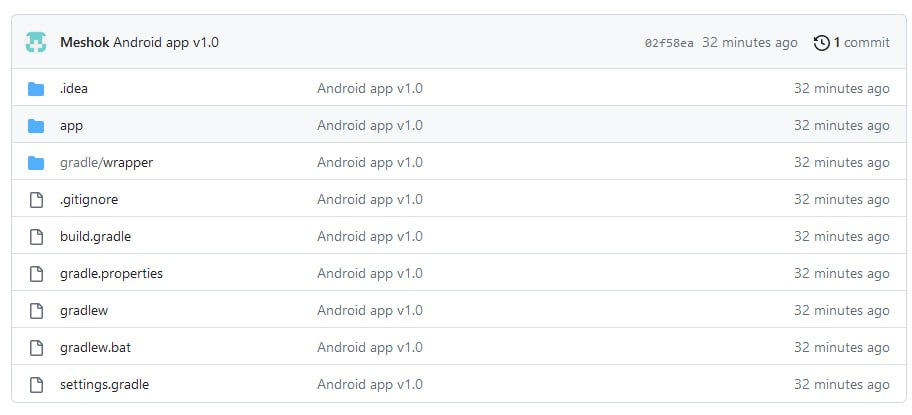 Meshok Android app v1.0 02f58ea 32 minutes ago 1 commit
.idea Android app v1.0 32 minutes ago
app Android app v1.0 32 minutes ago
gradle/wrapper Android app v1.0 32 minutes ago
.gitignore Android app v1.0 32 minutes ago
build.gradle Android app v1.0 32 minutes ago
gradle.properties Android app v1.0 32 minutes ago
gradlew Android app v1.0 32 minutes ago
gradlew.bat Android app v1.0 32 minutes ago
settings.gradle Android app v1.0 32 minutes ago